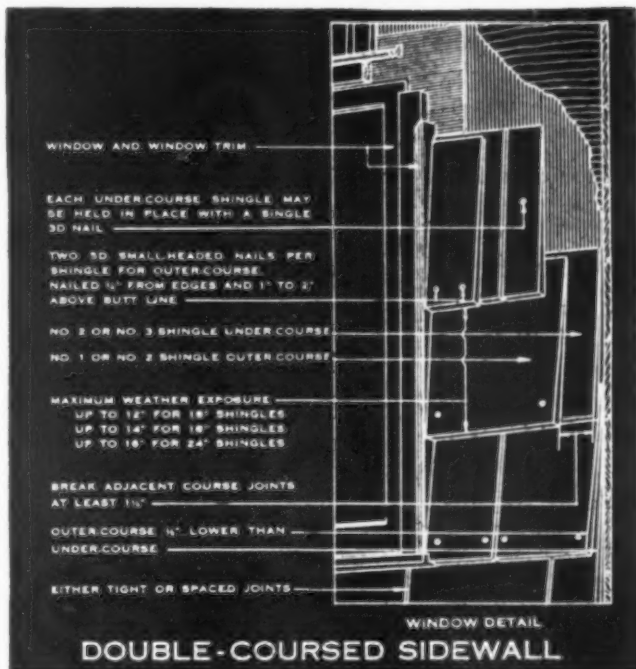 WINDOW AND WINDOW TRIM
EACH UNDER-COURSE SHINGLE MAY
BE HELD IN PLACE WITH A SINGLE
3D NAIL
TWO 5D SMALL-HEADED NAILS PER
SHINGLE FOR OUTER-COURSE.
NAILED ¾" FROM EDGES AND 1" TO 2"
ABOVE BUTT LINE
NO. 2 OR NO. 3 SHINGLE UNDER-COURSE
NO. 1 OR NO. 2 SHINGLE OUTER-COURSE
MAXIMUM WEATHER EXPOSURE
UP TO 12" FOR 16" SHINGLES
UP TO 14" FOR 18" SHINGLES
UP TO 16" FOR 24" SHINGLES
BREAK ADJACENT COURSE JOINTS
AT LEAST 1½"
OUTER-COURSE ½" LOWER THAN
UNDER-COURSE
EITHER TIGHT OR SPACED JOINTS
WINDOW DETAIL
DOUBLE-COURSED SIDEWALL